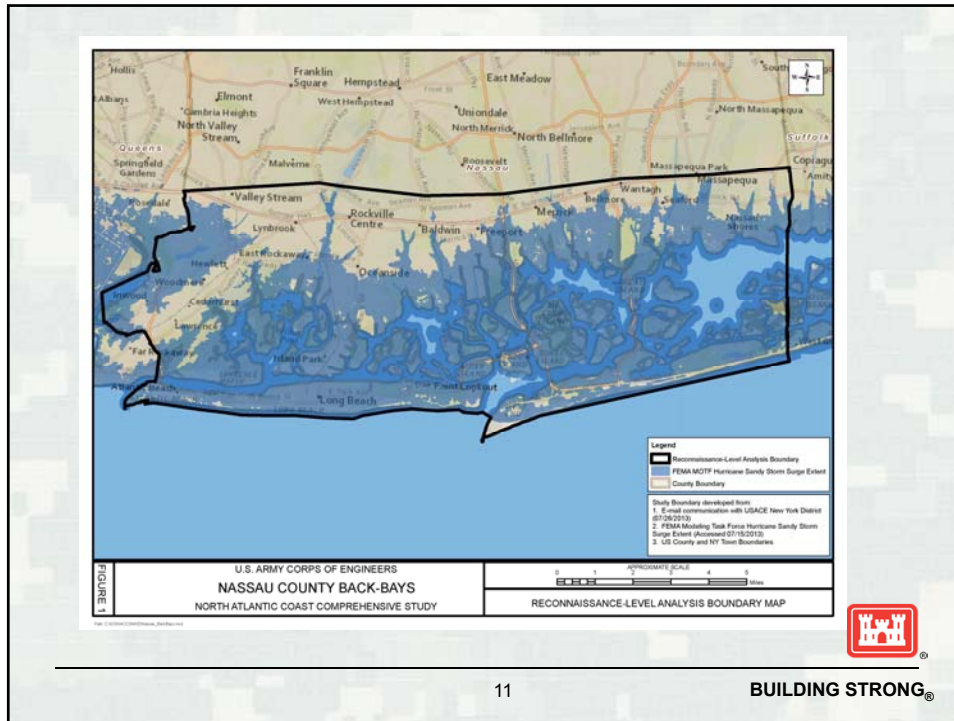 Hollis
Franklin
Square
Hempstead
East Meadow
South
Albans
Elmont
West Hempstead
Uniondale
North Massapequa
Cambria Heights
North Valley
Stream
North Merrick
North Bellmore
Suffolk
Queens
Springfield
Gardens
Malverne
Roosevelt
Nassau
Massapequa Park
Copiague
Massapequa
Amity
Rosedale
Valley Stream
Wantagh
Bellmore
Seaford
Rockville
Centre
Merrick
Lynbrook
Baldwin
Freeport
Nassau
Shores
East Rockaway
Hewlett
Oceanside
Woodmere
Inwood
Cedarhurst
Lawrence
Far Rockaway
Island Park
Atlantic Beach
Point Lookout
Long Beach
Legend
Reconnaissance-Level Analysis Boundary
FEMA MOTF Hurricane Sandy Storm Surge Extent
County Boundary
Study Boundary developed from:
1. E-mail communication with USACE New York District
(07/26/2013)
2. FEMA Modeling Task Force Hurricane Sandy Storm
Surge Extent (Accessed 07/15/2013)
3. US County and NY Town Boundaries
FIGURE 1
U.S. ARMY CORPS OF ENGINEERS
NASSAU COUNTY BACK-BAYS
NORTH ATLANTIC COAST COMPREHENSIVE STUDY
APPROXIMATE SCALE
0 1 2 3 4 5
Miles
RECONNAISSANCE-LEVEL ANALYSIS BOUNDARY MAP
®
11
BUILDING STRONG®